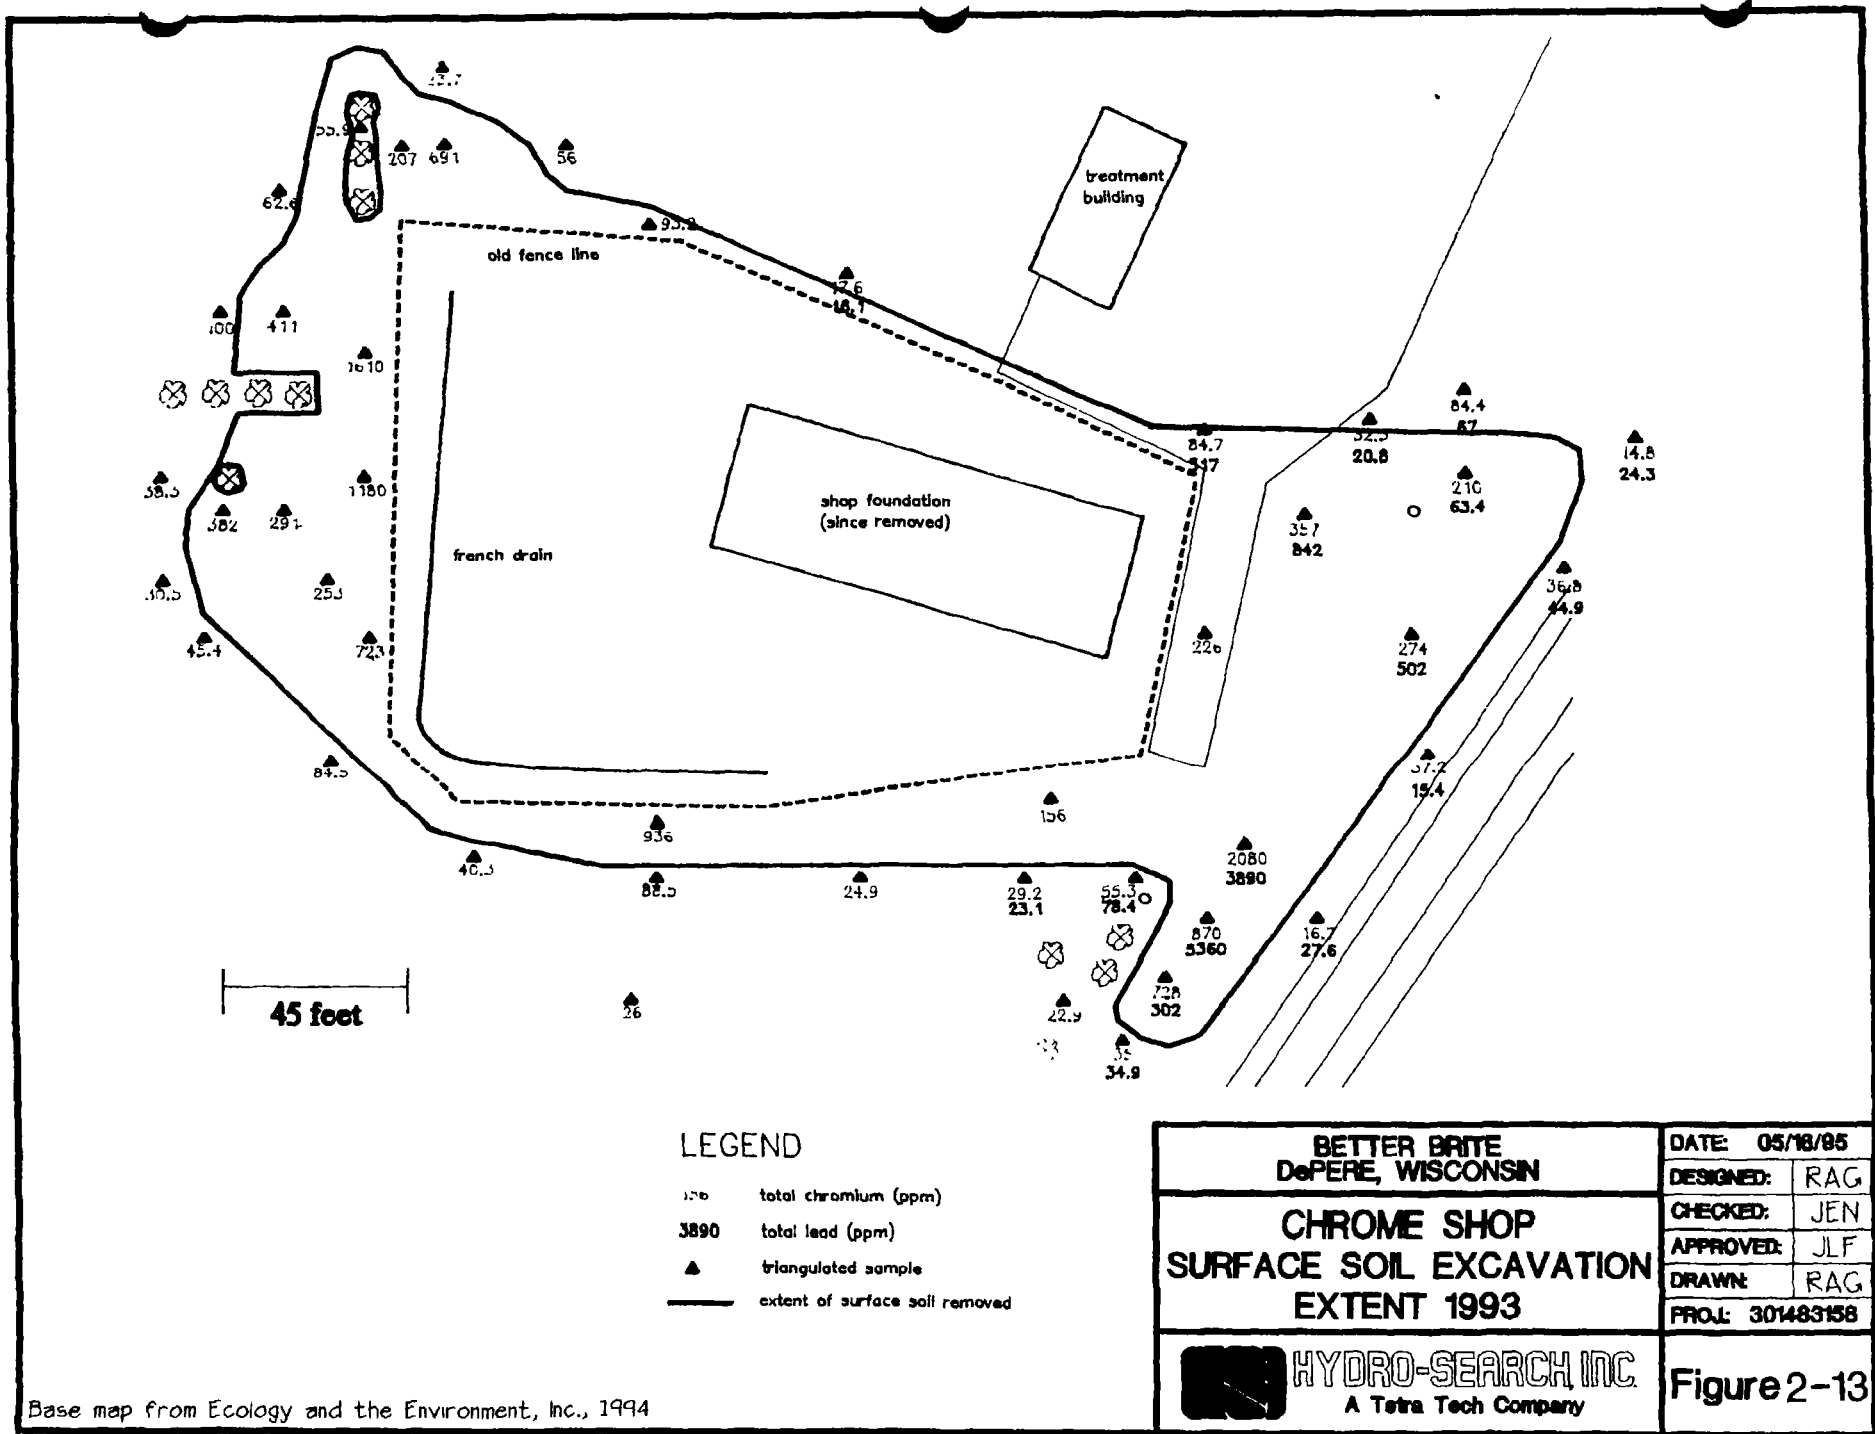 55.9
207
691
56
62.6
treatment
building
old fence line
411
1610
84.7
20.8
84.4
67
14.8
24.3
210
63.4
357
842
382
1180
shop foundation
(since removed)
french drain
253
45.4
723
226
274
502
44.9
15.4
84.5
936
156
2080
3890
24.9
29.2
23.1
55.3
78.4
870
5360
16.7
27.6
728
302
26
22.9
34.9
45 feet
LEGEND
total chromium (ppm)
3890 total lead (ppm)
triangulated sample
extent of surface soil removed
BETTER BRITE
DePERE, WISCONSIN
CHROME SHOP
SURFACE SOIL EXCAVATION
EXTENT 1993
HYDRO-SEARCH, INC.
A Tetra Tech Company
DATE: 05/16/95
DESIGNED: RAG
CHECKED: JEN
APPROVED: JLF
DRAWN: RAG
PROJ.: 301483158
Figure 2-13
Base map from Ecology and the Environment, Inc., 1994